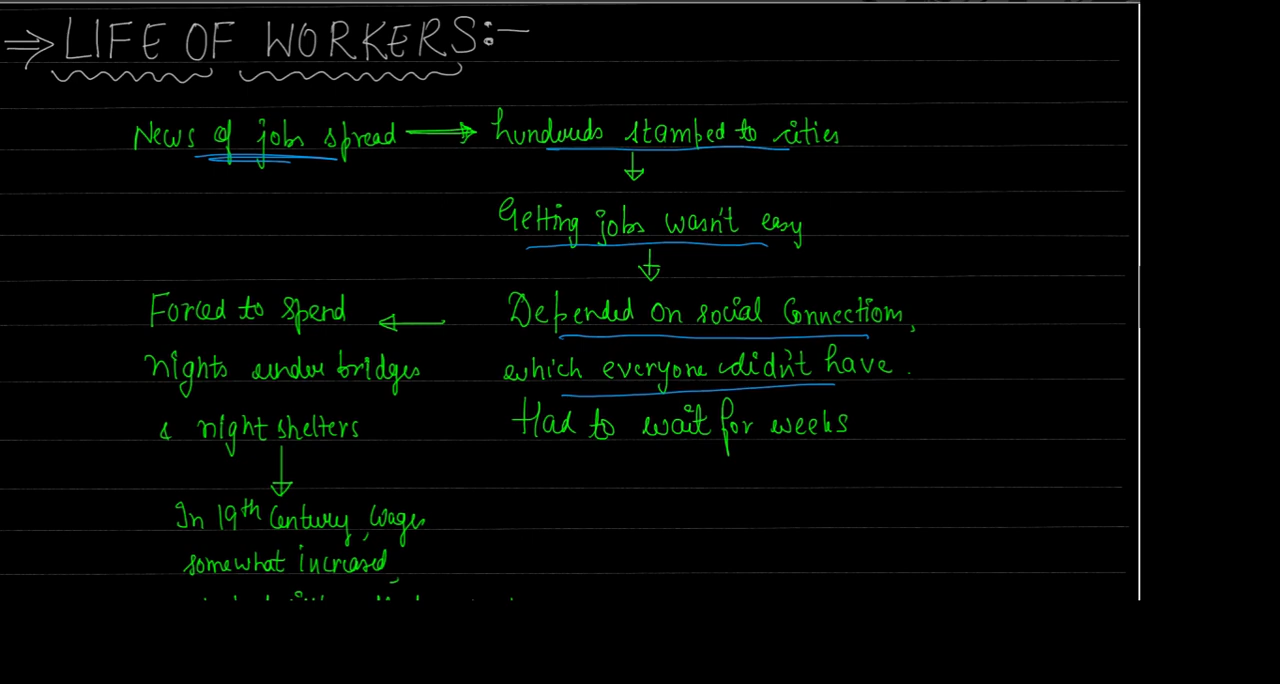 ⇒ LIFE OF WORKERS:-
News of jobs spread → hundreds stamped to cities
↓
Getting jobs wasn't easy
↓
Depended on social Connection,
which everyone didn't have.
Had to wait for weeks
←
Forced to spend
nights under bridges
& night shelters
↓
In 19th Century, wages
somewhat increased,